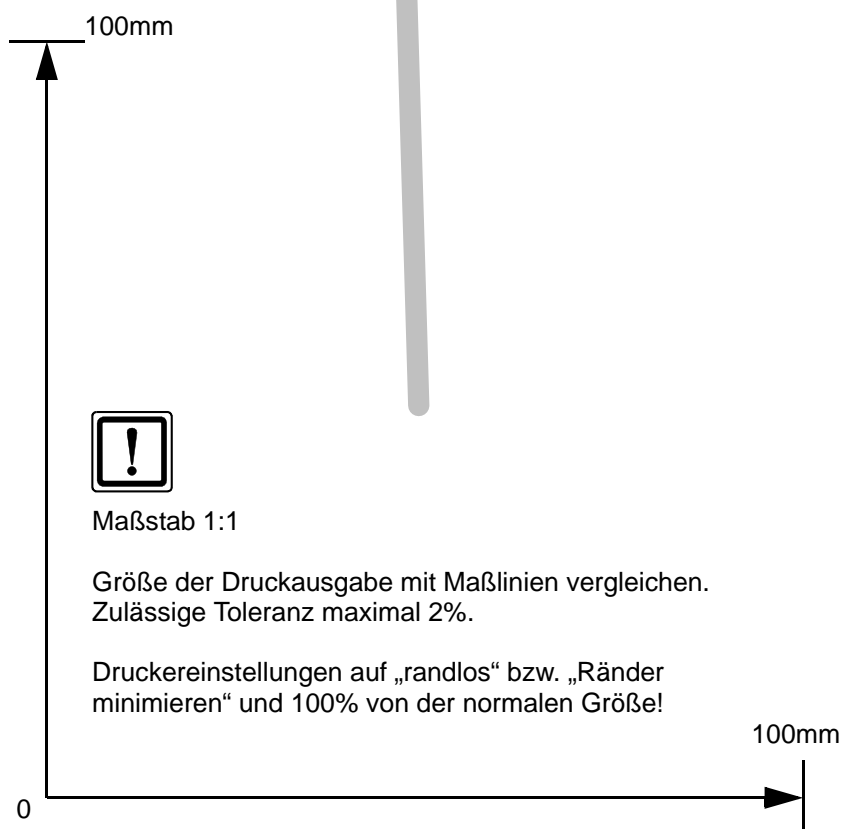 100mm
!
Maßstab 1:1
Größe der Druckausgabe mit Maßlinien vergleichen.
Zulässige Toleranz maximal 2%.
Druckereinstellungen auf „randlos“ bzw. „Ränder
minimieren“ und 100% von der normalen Größe!
100mm
0